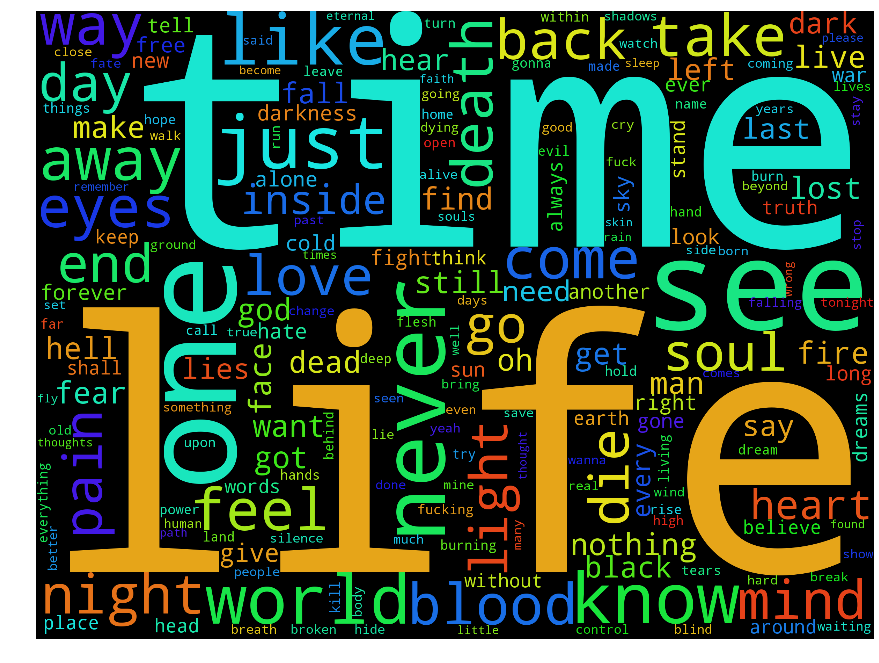 way tell eternal turn within shadows dark
close free like said hear gonna back take watch please
fate new become leave death made sleep coming live
day things time going left war lives
fall faith ever name years stay
make hope darkness run home good cry stand last
walk just dying open evil fuck
away alone alive always sky burn beyond lost
remember inside find souls skin hand truth
eyes past rain look stop
keep ground cold times fight think come side born
end love still need another see wrong
forever god change days falling tonight
set one call true hate never flesh well go oh soul fire
far hell shall lies face dead deep sun get hold comes long
fly fear something seen bring man dreams
old upon want behind lie even save earth right gone say
thoughts pain got hands yeah try thought die wanna dream
everything feel words done mine light real every living wind heart
better power human land silence much fucking many rise high believe found
path life burning nothing show
give people without black tears hard break
night world kill body blood know mind
place head breath broken hide little control blind around waiting